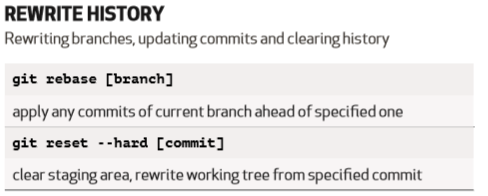 REWRITE HISTORY
Rewriting branches, updating commits and clearing history
git rebase [branch]
apply any commits of current branch ahead of specified one
git reset --hard [commit]
clear staging area, rewrite working tree from specified commit